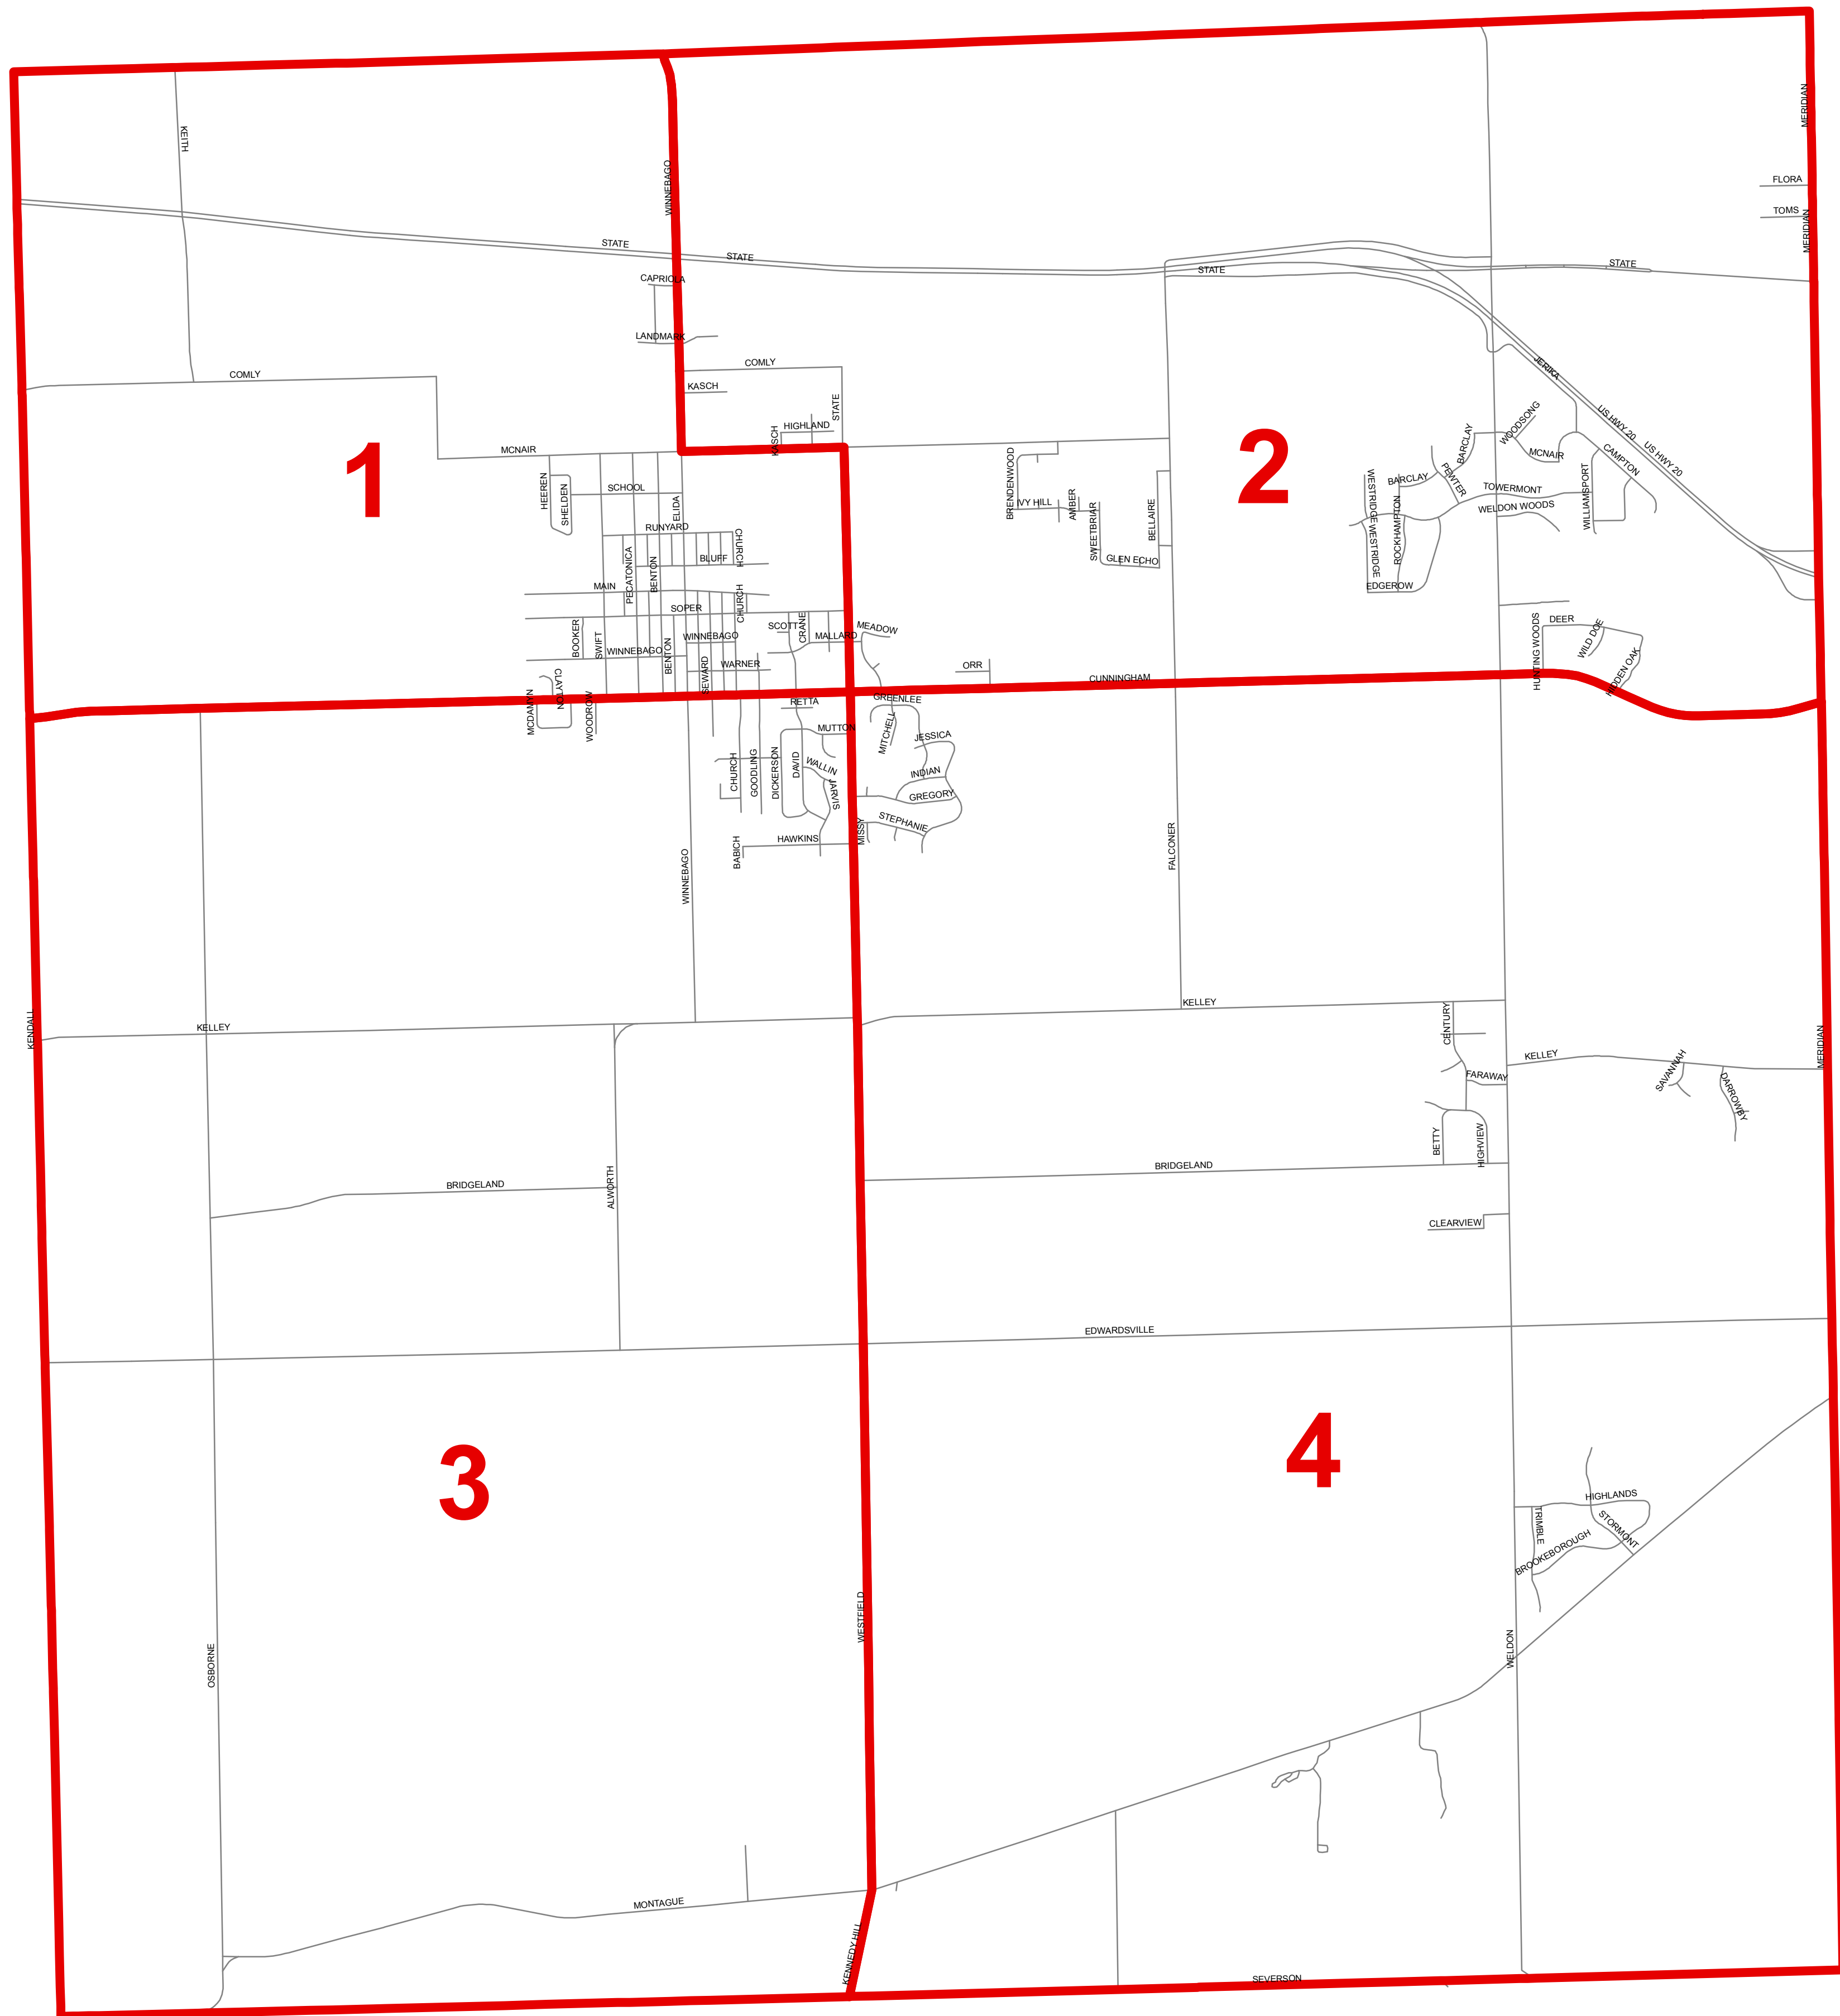 MERIDIAN
KEITH
WINNEBAGO
FLORA
TOMS
MERIDIAN
STATE
STATE
STATE
STATE
CAPRIOLA
LANDMARK
COMLY
COMLY
KASCH
JERIKA
STATE
HIGHLAND
KASCH
US HWY 20
US HWY 20
WOODSONG
BARCLAY
MCNAIR
CAMPTON
1
2
MCNAIR
HEEREN
SHELDEN
SCHOOL
ELIDA
BRENDENWOOD
IVY HILL
AMBER
SWEETBRIAR
BELLAIRE
GLEN ECHO
WESTRIDGE
WESTRIDGE
BARCLAY
PEWTER
ROCKHAMPTON
TOWERMONT
WELDON WOODS
WILLIAMSPORT
EDGEROW
RUNYARD
CHURCH
BLUFF
PECATONICA
BENTON
MAIN
CHURCH
SOPER
BOOKER
SWIFT
WINNEBAGO
WINNEBAGO
SCOTT
CRANE
MALLARD
MEADOW
BENTON
SEWARD
WARNER
ORR
CUNNINGHAM
HUNTING WOODS
DEER
WILD DOE
HIDDEN OAK
MCDANNN
CLAYTON
WOODROW
RETTA
GREENLEE
MUTTON
MITCHELL
JESSICA
CHURCH
GOODLING
DICKERSON
DAVID
WALLIN
JARVIS
INDIAN
GREGORY
STEPHANIE
MISSY
HAWKINS
BABICH
WINNEBAGO
FALCONER
KENDALL
KELLEY
KELLEY
CENTURY
KELLEY
MERIDIAN
SAVANNAH
DARROWBY
FARAWAY
BETTY
HIGHVIEW
BRIDGELAND
ALWORTH
BRIDGELAND
CLEARVIEW
EDWARDSVILLE
3
4
HIGHLANDS
TRIMBLE
STORMONT
BROOKEBOROUGH
OSBORNE
WESTFIELD
WELDON
MONTAGUE
KENNEDY HILL
SEVERSON